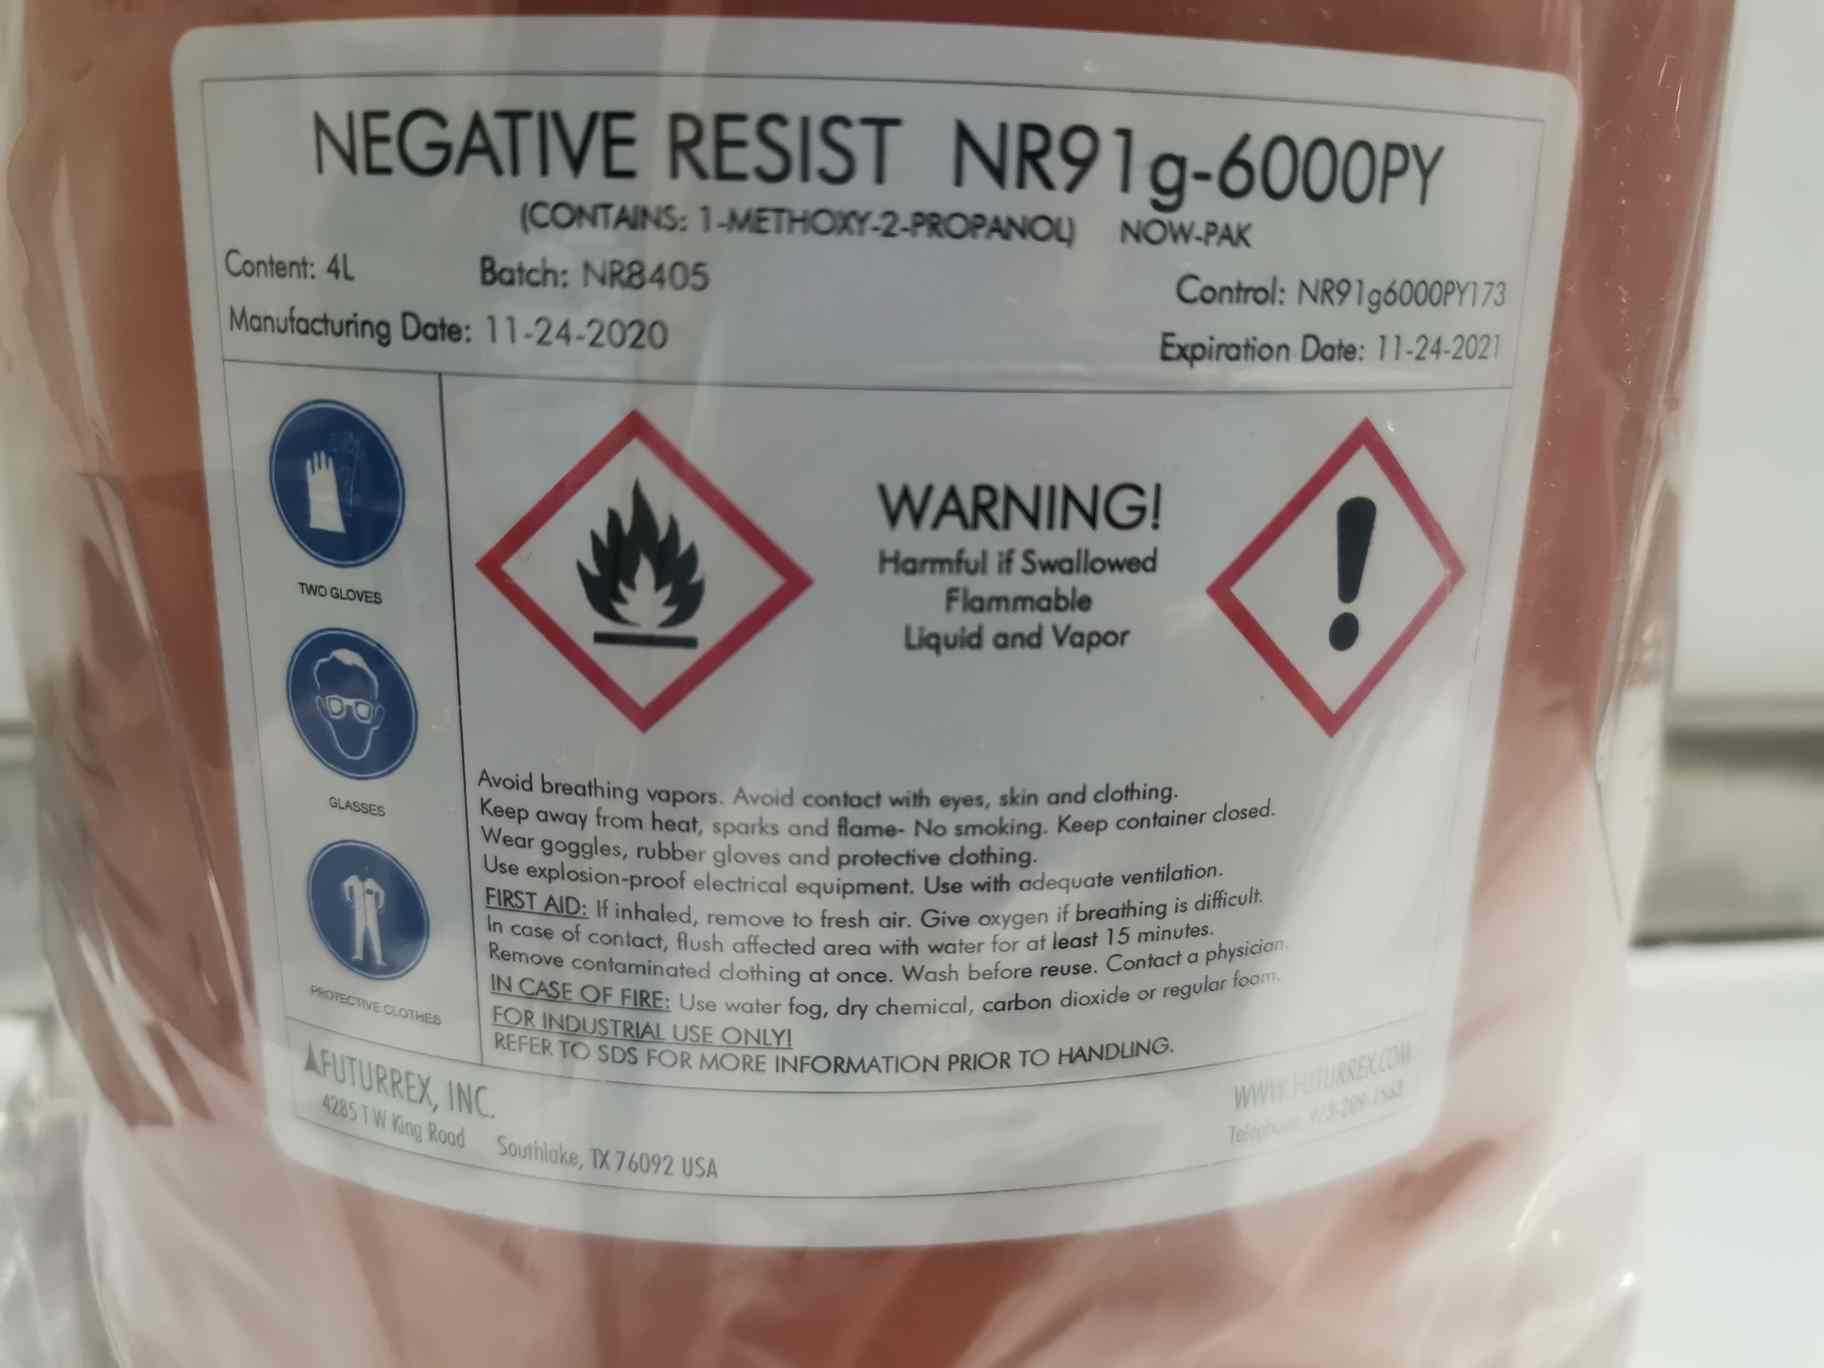 NEGATIVE RESIST NR91g-6000PY
(CONTAINS: 1-METHOXY-2-PROPANOL) NOW-PAK
Content: 4L Batch: NR8405 Control: NR91g6000PY173
Manufacturing Date: 11-24-2020 Expiration Date: 11-24-2021
TWO GLOVES
GLASSES
PROTECTIVE CLOTHES
WARNING!
Harmful if Swallowed
Flammable
Liquid and Vapor
Avoid breathing vapors. Avoid contact with eyes, skin and clothing.
Keep away from heat, sparks and flame- No smoking. Keep container closed.
Wear goggles, rubber gloves and protective clothing.
Use explosion-proof electrical equipment. Use with adequate ventilation.
FIRST AID: If inhaled, remove to fresh air. Give oxygen if breathing is difficult.
In case of contact, flush affected area with water for at least 15 minutes.
Remove contaminated clothing at once. Wash before reuse. Contact a physician.
IN CASE OF FIRE: Use water fog, dry chemical, carbon dioxide or regular foam.
FOR INDUSTRIAL USE ONLY!
REFER TO SDS FOR MORE INFORMATION PRIOR TO HANDLING.
FUTURREX, INC. WWW.FUTURREX.COM
4285 T W King Road Southlake, TX 76092 USA Telephone: